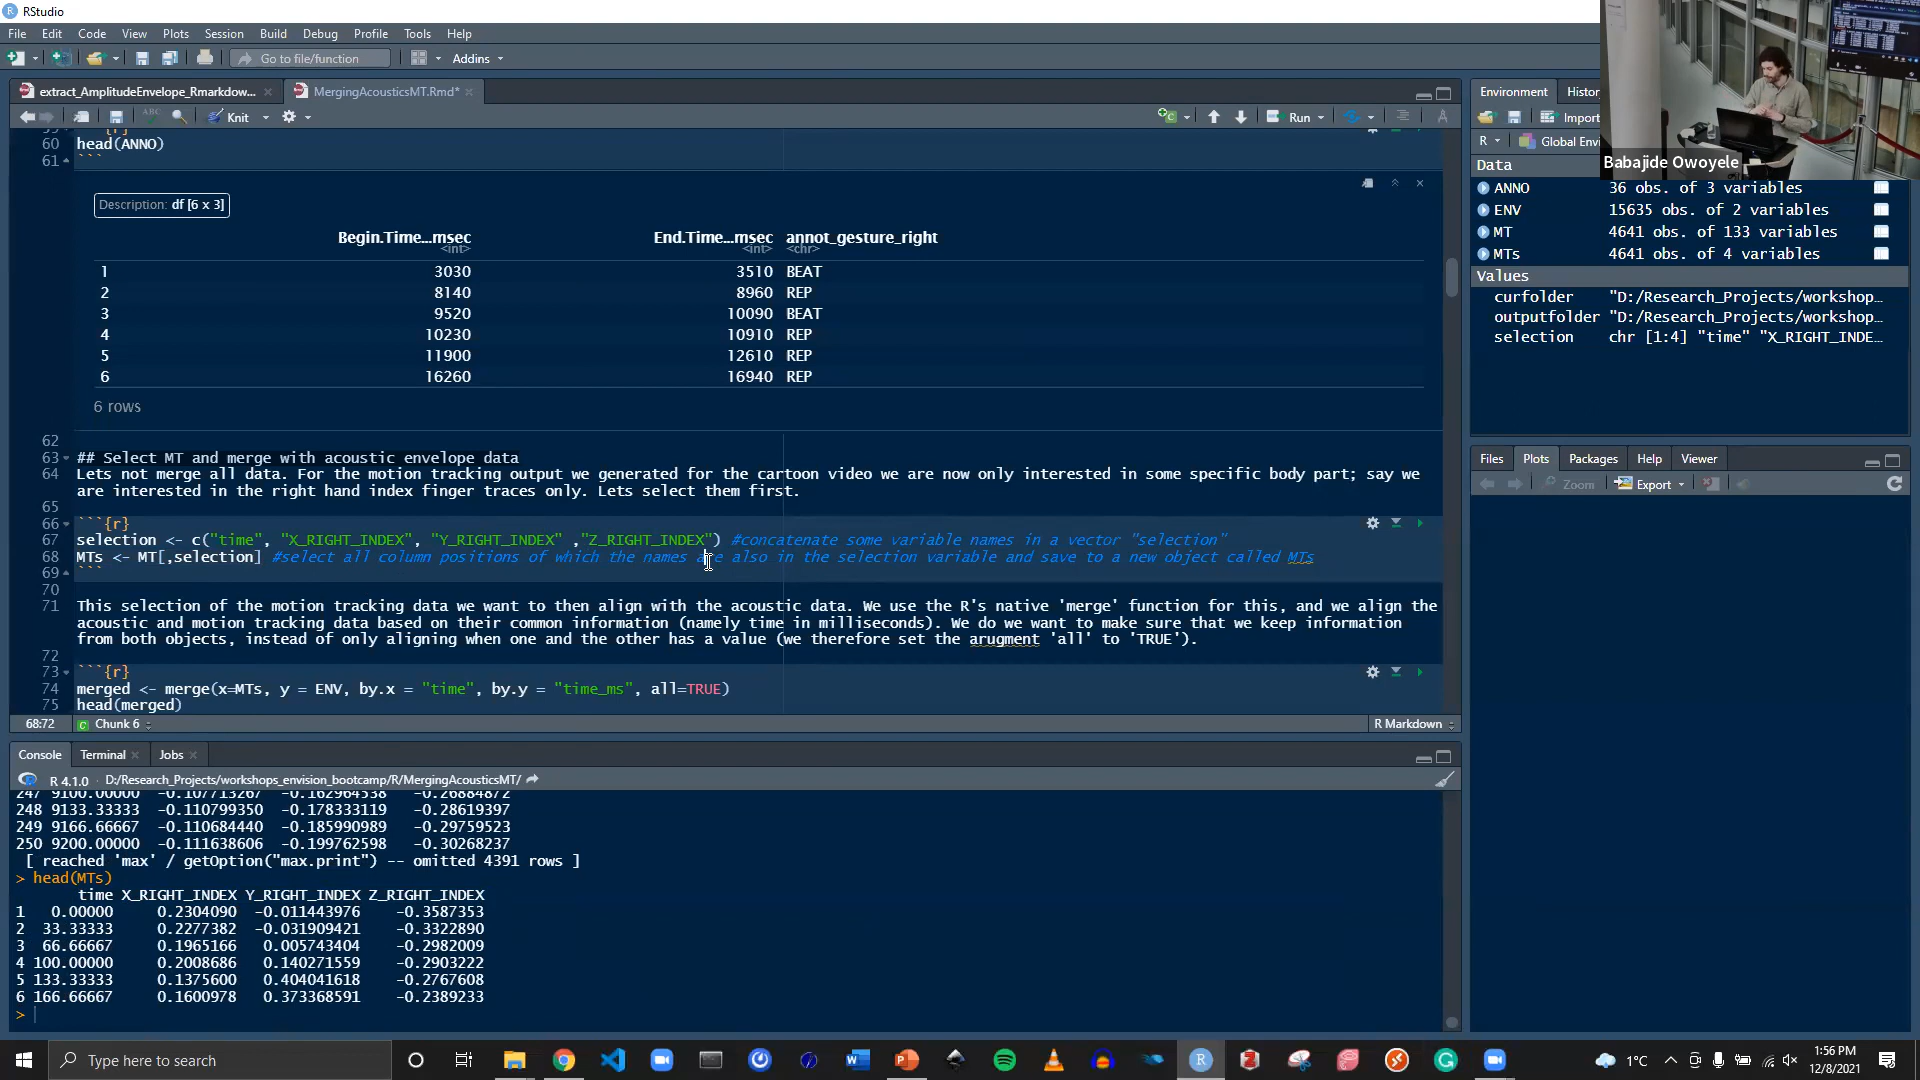 RStudio
File Edit Code View Plots Session Build Debug Profile Tools Help
Go to file/function Addins
extract_AmplitudeEnvelope_Rmarkdow... MergingAcousticsMT.Rmd*
Knit Run
60 head(ANNO)
61 ```
Description: df [6 x 3]
Begin.Time...msec End.Time...msec annot_gesture_right
<int> <int> <chr>
1 3030 3510 BEAT
2 8140 8960 REP
3 9520 10090 BEAT
4 10230 10910 REP
5 11900 12610 REP
6 16260 16940 REP
6 rows
62
63 ## Select MT and merge with acoustic envelope data
64 Lets not merge all data. For the motion tracking output we generated for the cartoon video we are now only interested in some specific body part; say we
are interested in the right hand index finger traces only. Lets select them first.
65
66 ```{r}
67 selection <- c("time", "X_RIGHT_INDEX", "Y_RIGHT_INDEX" ,"Z_RIGHT_INDEX") #concatenate some variable names in a vector "selection"
68 MTs <- MT[,selection] #select all column positions of which the names are also in the selection variable and save to a new object called MTs
69 ```
70
71 This selection of the motion tracking data we want to then align with the acoustic data. We use the R's native 'merge' function for this, and we align the
acoustic and motion tracking data based on their common information (namely time in milliseconds). We do we want to make sure that we keep information
from both objects, instead of only aligning when one and the other has a value (we therefore set the arugment 'all' to 'TRUE').
72
73 ```{r}
74 merged <- merge(x=MTs, y = ENV, by.x = "time", by.y = "time_ms", all=TRUE)
75 head(merged)
68:72 Chunk 6 R Markdown
Console Terminal Jobs
R 4.1.0 · D:/Research_Projects/workshops_envision_bootcamp/R/MergingAcousticsMT/
247 9100.00000 -0.107713267 -0.162964538 -0.26884872
248 9133.33333 -0.110799350 -0.178333119 -0.28619397
249 9166.66667 -0.110684440 -0.185990989 -0.29759523
250 9200.00000 -0.111638606 -0.199762598 -0.30268237
[ reached 'max' / getOption("max.print") -- omitted 4391 rows ]
> head(MTs)
time X_RIGHT_INDEX Y_RIGHT_INDEX Z_RIGHT_INDEX
1 0.00000 0.2304090 -0.011443976 -0.3587353
2 33.33333 0.2277382 -0.031909421 -0.3322890
3 66.66667 0.1965166 0.005743404 -0.2982009
4 100.00000 0.2008686 0.140271559 -0.2903222
5 133.33333 0.1375600 0.404041618 -0.2767608
6 166.66667 0.1600978 0.373368591 -0.2389233
>
Environment Histo
Import
R Global Envi
Babajide Owoyele
Data
ANNO 36 obs. of 3 variables
ENV 15635 obs. of 2 variables
MT 4641 obs. of 133 variables
MTs 4641 obs. of 4 variables
Values
curfolder "D:/Research_Projects/workshop...
outputfolder "D:/Research_Projects/workshop...
selection chr [1:4] "time" "X_RIGHT_INDE...
Files Plots Packages Help Viewer
Zoom Export
Type here to search
1°C
1:56 PM
12/8/2021